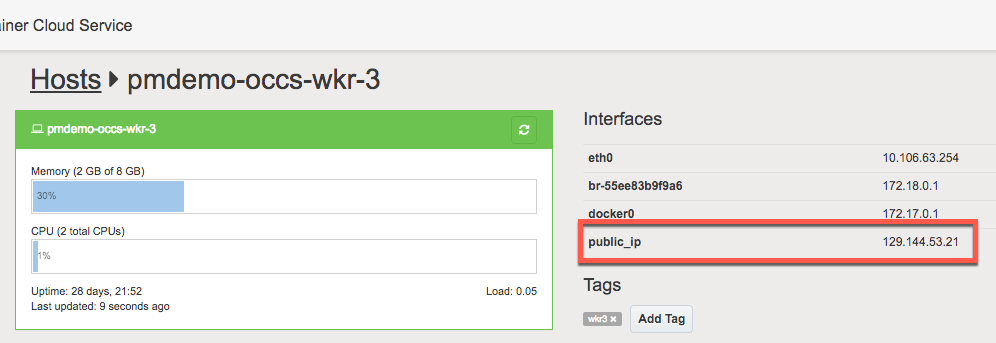 iner Cloud Service
Hosts pmdemo-occs-wkr-3
pmdemo-occs-wkr-3
Memory (2 GB of 8 GB)
30%
CPU (2 total CPUs)
1%
Uptime: 28 days, 21:52 Load: 0.05
Last updated: 9 seconds ago
Interfaces
eth0 10.106.63.254
br-55ee83b9f9a6 172.18.0.1
docker0 172.17.0.1
public_ip 129.144.53.21
Tags
wkr3 × Add Tag